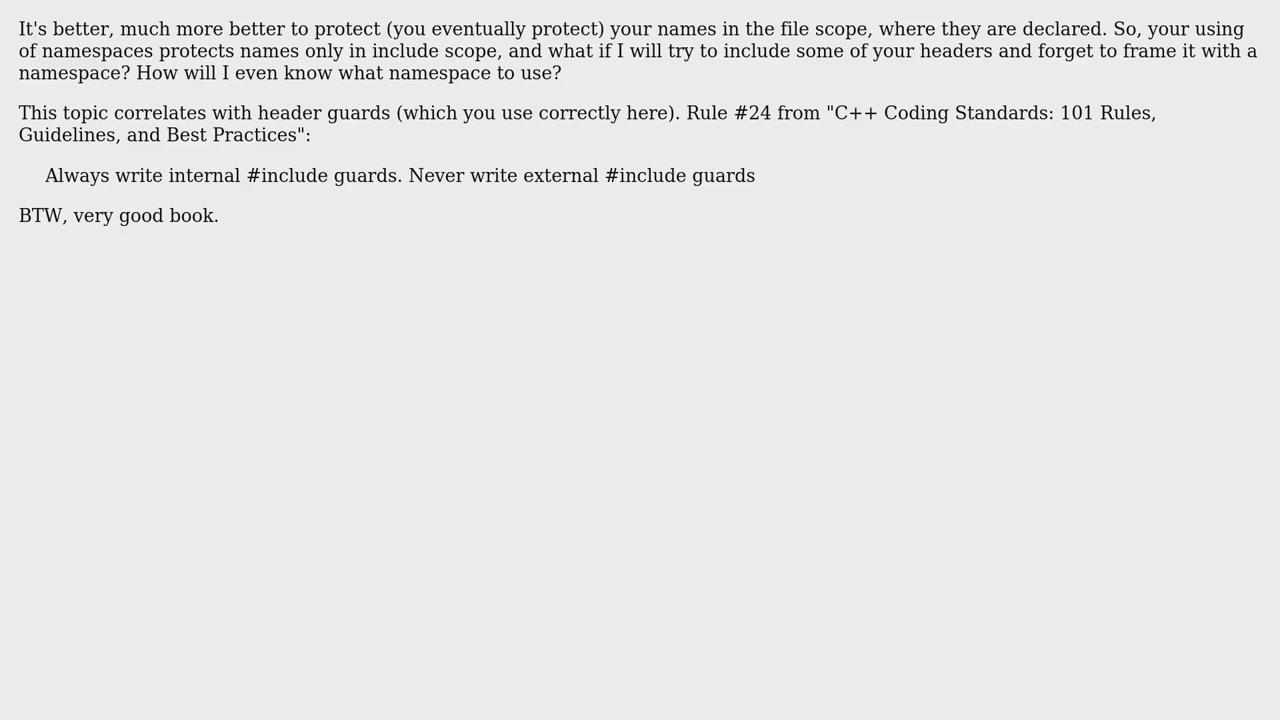 It's better, much more better to protect (you eventually protect) your names in the file scope, where they are declared. So, your using
of namespaces protects names only in include scope, and what if I will try to include some of your headers and forget to frame it with a
namespace? How will I even know what namespace to use?
This topic correlates with header guards (which you use correctly here). Rule #24 from "C++ Coding Standards: 101 Rules,
Guidelines, and Best Practices":
Always write internal #include guards. Never write external #include guards
BTW, very good book.